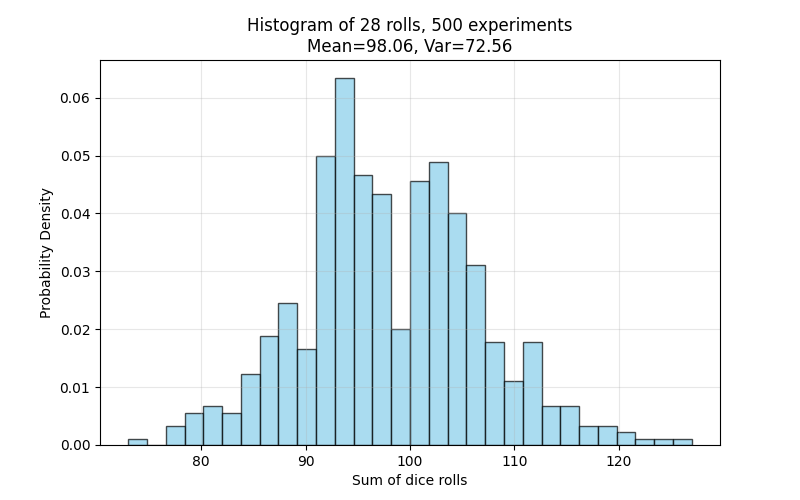 Histogram of 28 rolls, 500 experiments
Mean=98.06, Var=72.56
Probability Density
0.06
0.05
0.04
0.03
0.02
0.01
0.00
80 90 100 110 120
Sum of dice rolls